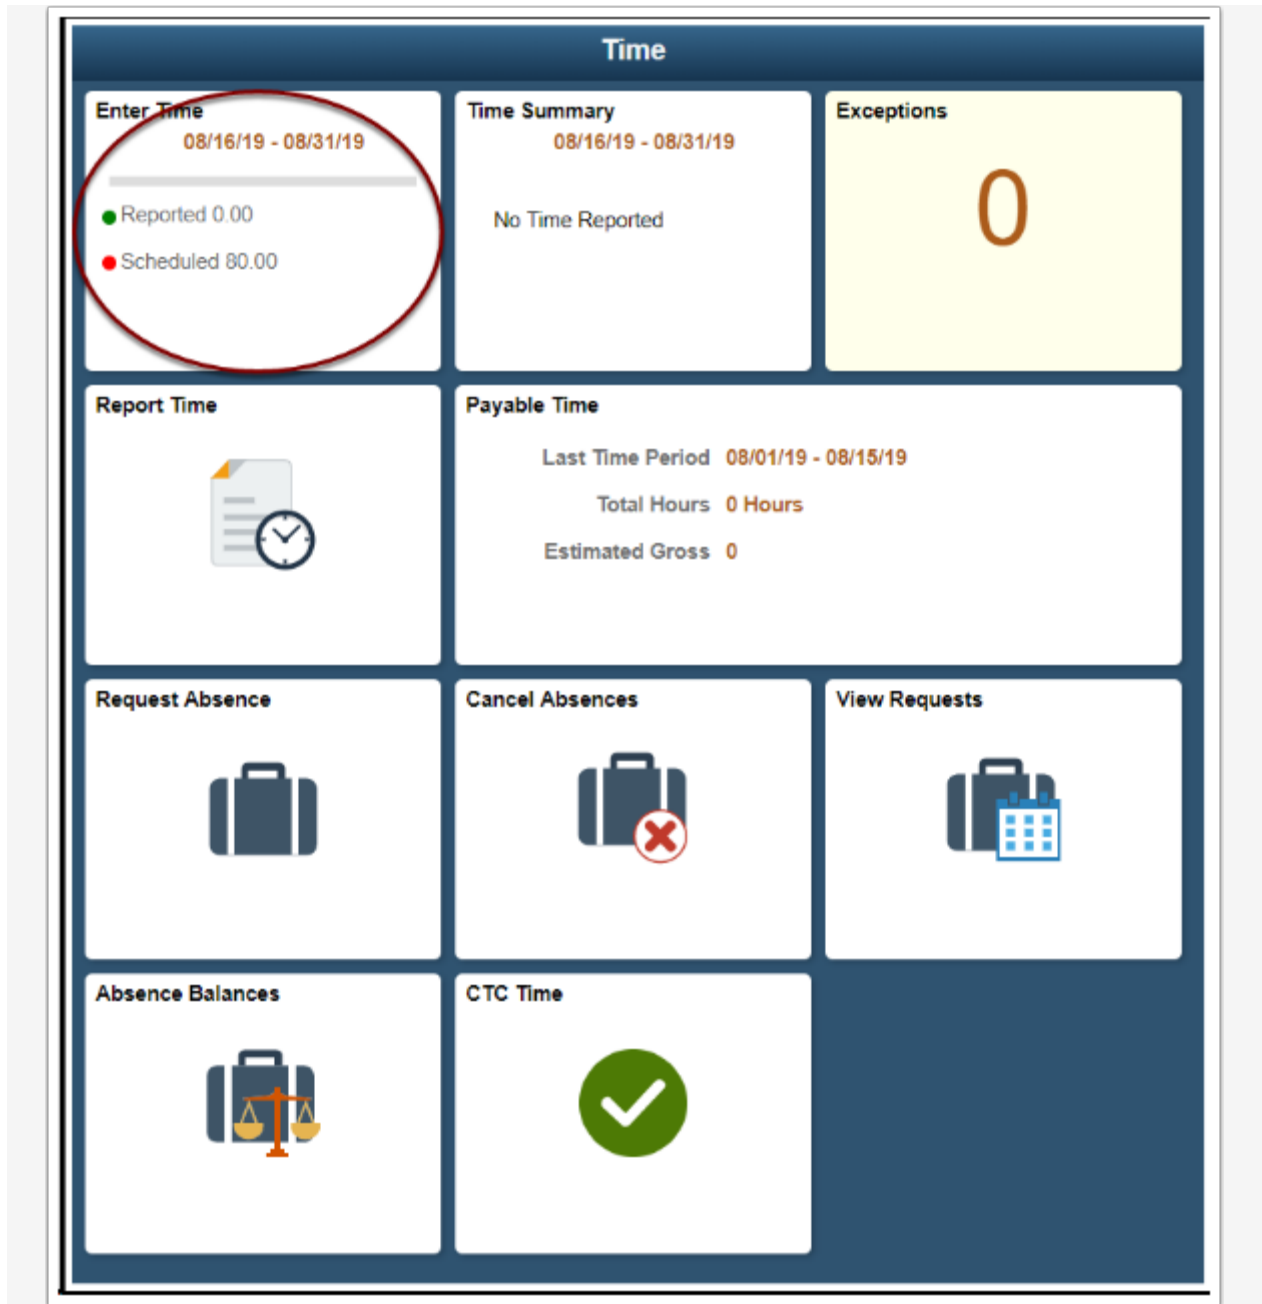 Time
Enter Time
08/16/19 - 08/31/19
Reported 0.00
Scheduled 80.00
Time Summary
08/16/19 - 08/31/19
No Time Reported
Exceptions
0
Report Time
Payable Time
Last Time Period 08/01/19 - 08/15/19
Total Hours 0 Hours
Estimated Gross 0
Request Absence
Cancel Absences
View Requests
Absence Balances
CTC Time